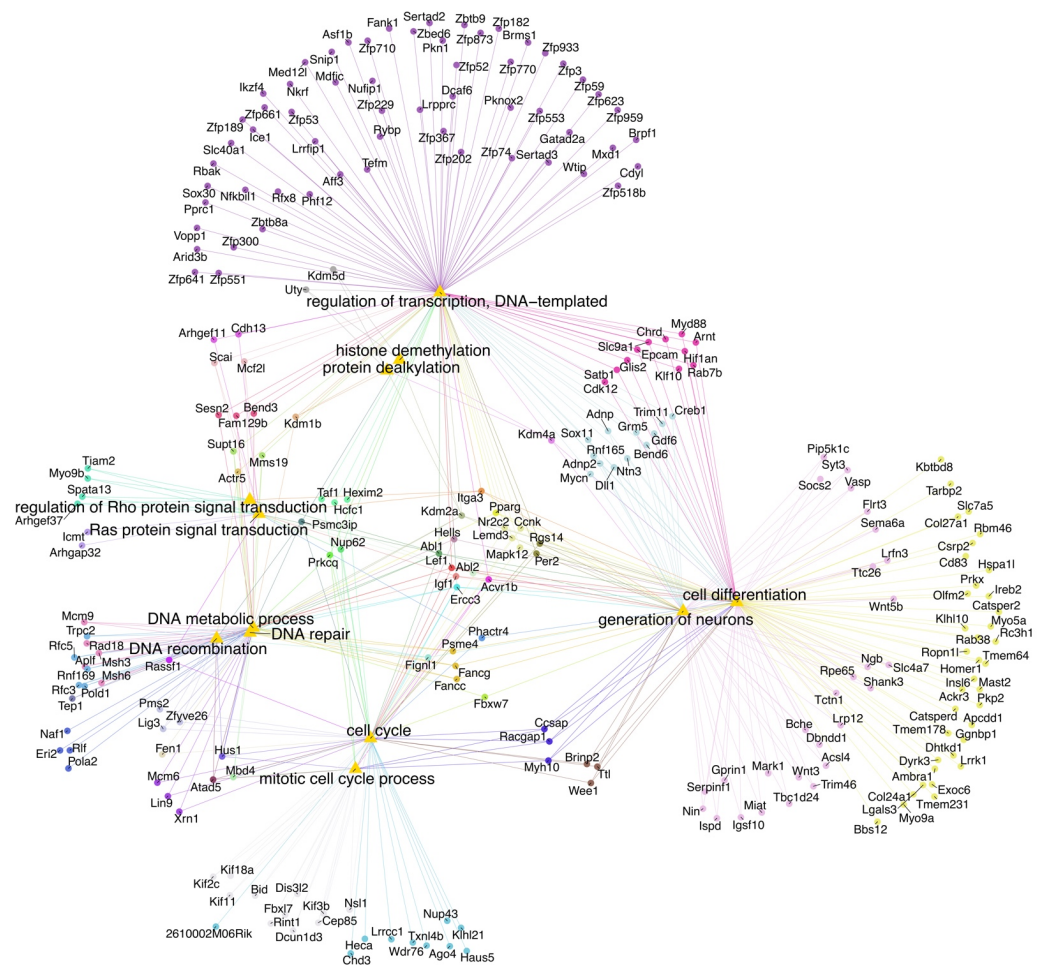 Sertad2
Zbtb9
Zfp182
Fank1
Zbed6
Zfp873
Brms1
Asf1b
Zfp710
Pkn1
Zfp933
Snip1
Zfp52
Zfp770
Zfp3
Med12l
Mdfic
Zfp59
Ikzf4
Nkrf
Nufip1
Dcaf6
Zfp623
Zfp229
Lrpprc
Pknox2
Zfp661
Zfp53
Zfp553
Zfp959
Zfp189
Ice1
Rybp
Zfp367
Gatad2a
Brpf1
Slc40a1
Lrrfip1
Zfp202
Zfp74
Sertad3
Mxd1
Rbak
Tefm
Wtip
Cdyl
Aff3
Sox30
Nfkbil1
Rfx8
Phf12
Zfp518b
Pprc1
Zbtb8a
Vopp1
Zfp300
Arid3b
Zfp641
Zfp551
Kdm5d
Uty
regulation of transcription, DNA−templated
Arhgef11
Cdh13
Chrd
Myd88
Arnt
Slc9a1
Epcam
Hif1an
histone demethylation
Scai
Mcf2l
protein dealkylation
Glis2
Satb1
Klf10
Rab7b
Cdk12
Sesn2
Bend3
Fam129b
Kdm1b
Adnp
Trim11
Creb1
Kdm4a
Sox11
Grm5
Gdf6
Supt16
Rnf165
Bend6
Pip5k1c
Mms19
Adnp2
Ntn3
Syt3
Kbtbd8
Tiam2
Myo9b
Actr5
Mycn
Dll1
Socs2
Vasp
Tarbp2
Spata13
Taf1
Hexim2
Itga3
Flrt3
Slc7a5
regulation of Rho protein signal transduction
Hcfc1
Kdm2a
Pparg
Arhgef37
Ras protein signal transduction
Psmc3ip
Nr2c2
Ccnk
Sema6a
Col27a1
Rbm46
Icmt
Hells
Lemd3
Rgs14
Arhgap32
Nup62
Abl1
Mapk12
Per2
Lrfn3
Csrp2
Cd83
Prkcq
Lef1
Abl2
Ttc26
Hspa1l
Igf1
Acvr1b
Prkx
Ercc3
cell differentiation
Wnt5b
Olfm2
Ireb2
Catsper2
Mcm9
DNA metabolic process
generation of neurons
Klhl10
Myo5a
Trpc2
DNA repair
Phactr4
Rab38
Rc3h1
Rfc5
Rad18
DNA recombination
Psme4
Ropn1l
Tmem64
Aplf
Msh3
Rassf1
Fignl1
Ngb
Slc4a7
Homer1
Rnf169
Msh6
Fancg
Rpe65
Shank3
Insl6
Mast2
Rfc3
Pold1
Fancc
Ackr3
Pkp2
Tep1
Pms2
Fbxw7
Tctn1
Lig3
Zfyve26
Ccsap
Bche
Lrp12
Catsperd
Apcdd1
Naf1
cell cycle
Racgap1
Dbndd1
Tmem178
Ggnbp1
Eri2
Rlf
Fen1
Hus1
Acsl4
Dhtkd1
Pola2
Mbd4
mitotic cell cycle process
Myh10
Brinp2
Ttl
Gprin1
Mark1
Wnt3
Dyrk3
Lrrk1
Mcm6
Atad5
Wee1
Serpinf1
Trim46
Ambra1
Exoc6
Lin9
Tbc1d24
Col24a1
Tmem231
Xrn1
Nin
Miat
Lgals3
Myo9a
Ispd
Igsf10
Bbs12
Kif18a
Kif2c
Bid
Dis3l2
Kif11
Fbxl7
Kif3b
Nsl1
Rint1
Cep85
Nup43
2610002M06Rik
Dcun1d3
Heca
Lrrcc1
Txnl4b
Klhl21
Chd3
Wdr76
Ago4
Haus5